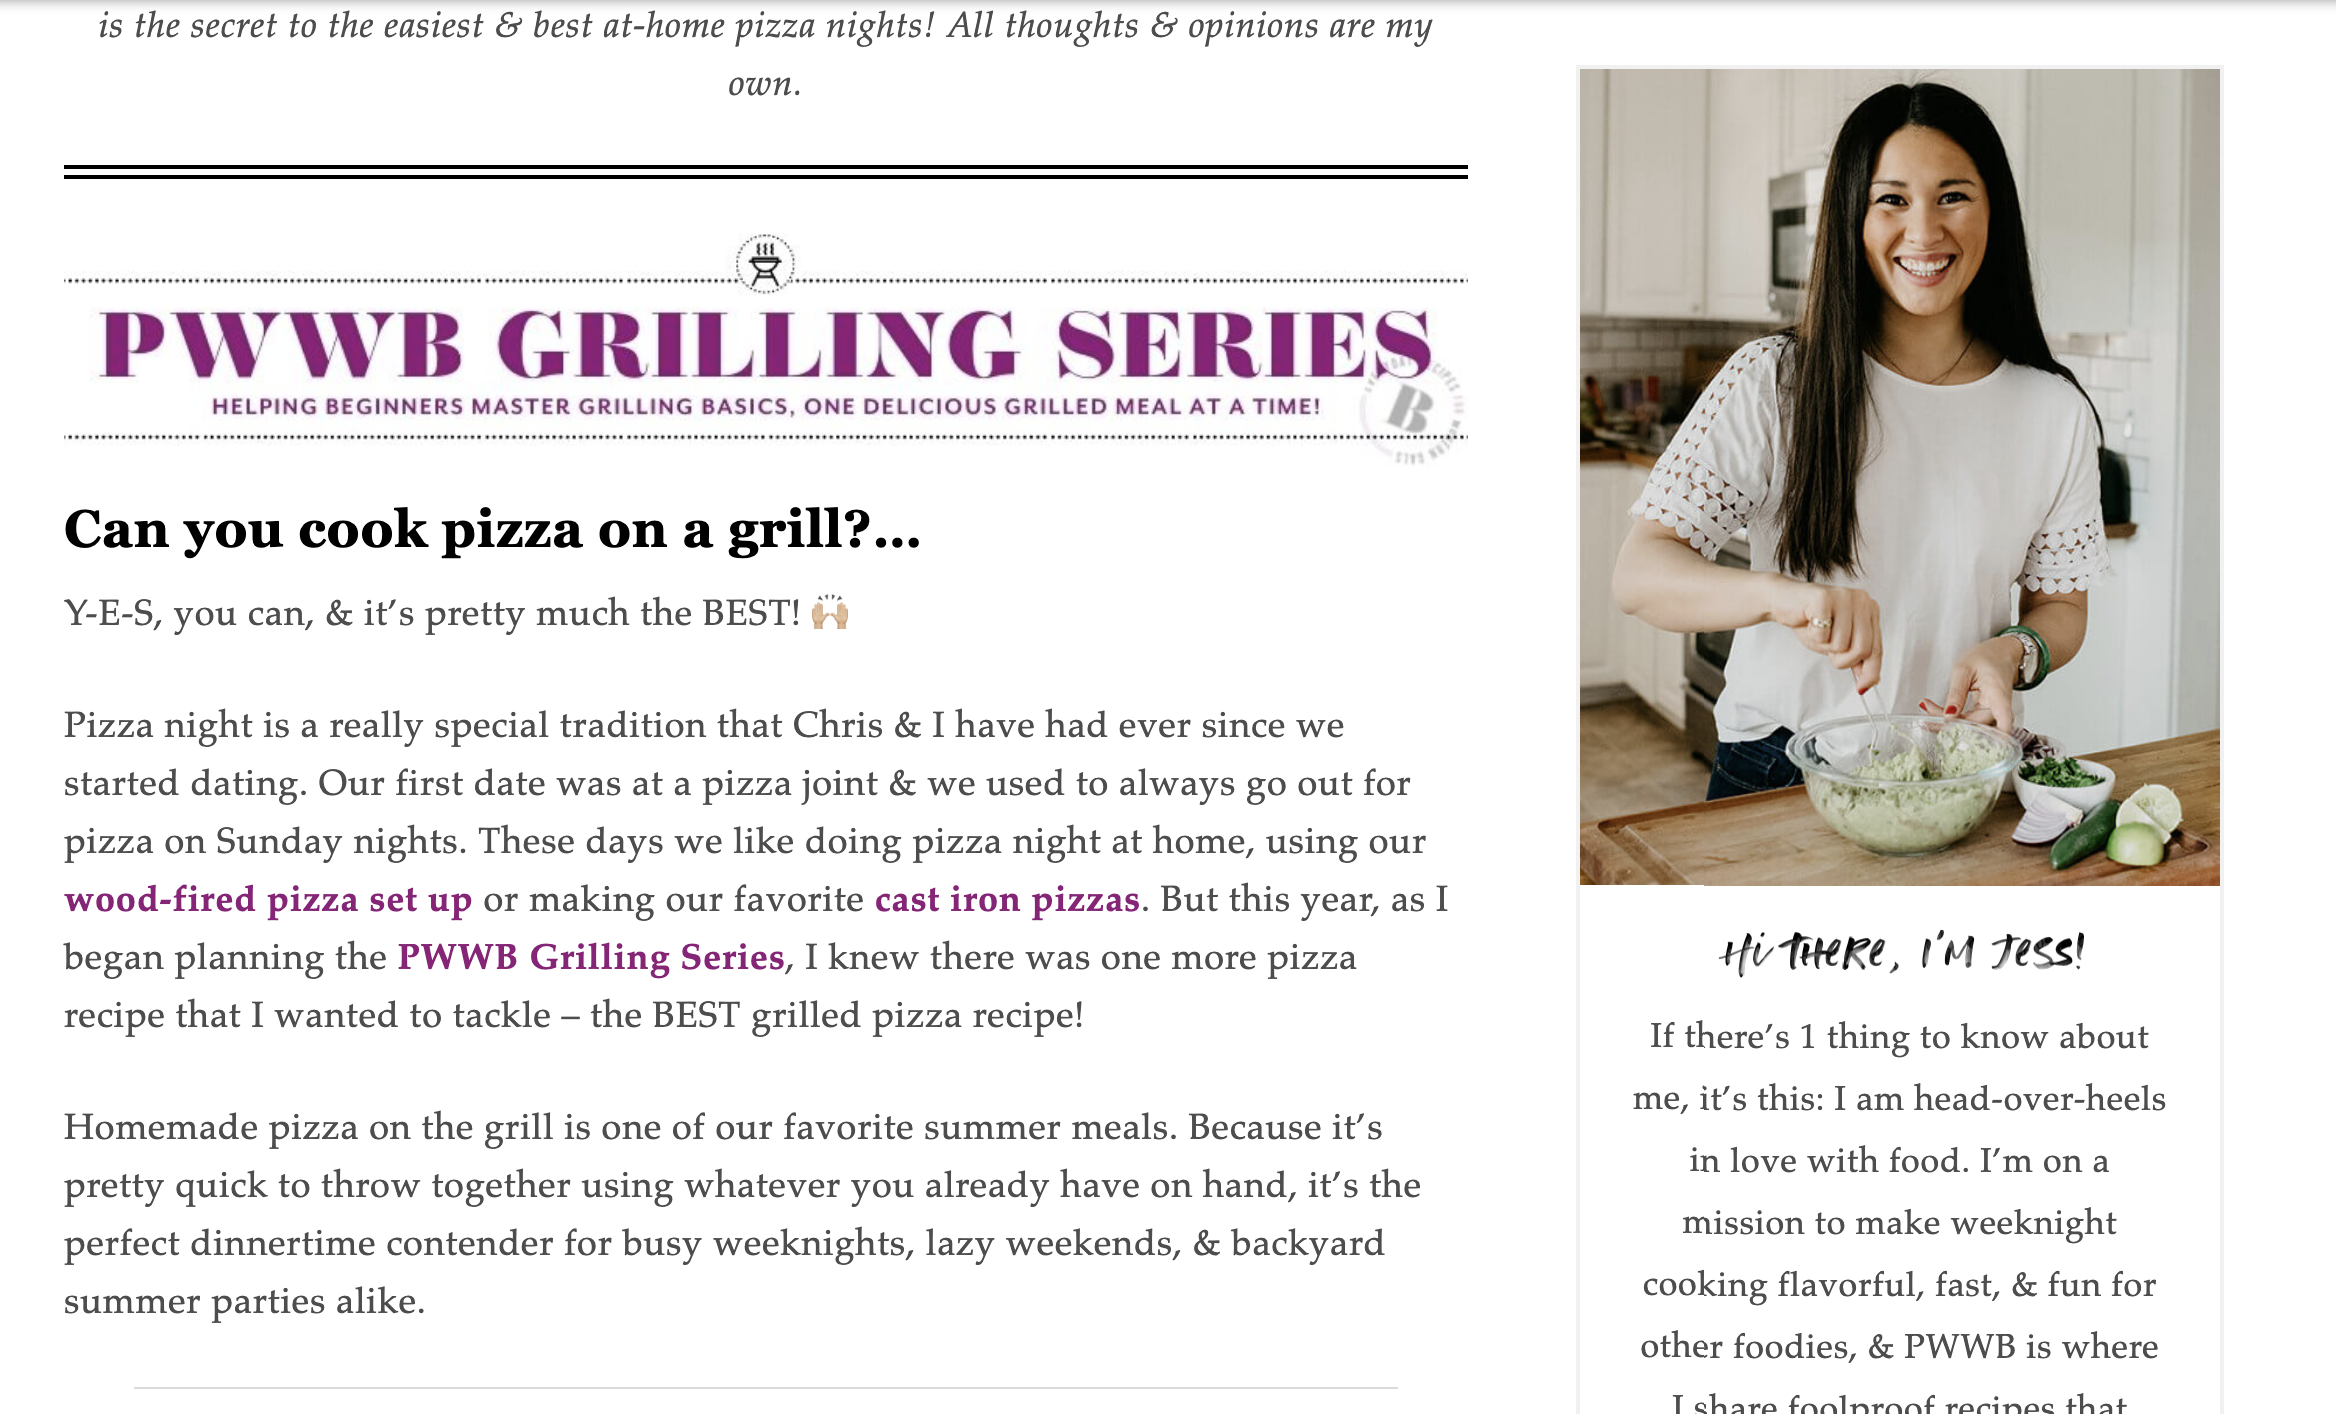 is the secret to the easiest & best at-home pizza nights! All thoughts & opinions are my
own.
PWWB GRILLING SERIES
HELPING BEGINNERS MASTER GRILLING BASICS, ONE DELICIOUS GRILLED MEAL AT A TIME!
B
Can you cook pizza on a grill?...
Y-E-S, you can, & it’s pretty much the BEST! 🙌🏼
Pizza night is a really special tradition that Chris & I have had ever since we
started dating. Our first date was at a pizza joint & we used to always go out for
pizza on Sunday nights. These days we like doing pizza night at home, using our
wood-fired pizza set up or making our favorite cast iron pizzas. But this year, as I
began planning the PWWB Grilling Series, I knew there was one more pizza
recipe that I wanted to tackle – the BEST grilled pizza recipe!
Homemade pizza on the grill is one of our favorite summer meals. Because it’s
pretty quick to throw together using whatever you already have on hand, it’s the
perfect dinnertime contender for busy weeknights, lazy weekends, & backyard
summer parties alike.
Hi THERE, I'M JESS!
If there’s 1 thing to know about
me, it’s this: I am head-over-heels
in love with food. I’m on a
mission to make weeknight
cooking flavorful, fast, & fun for
other foodies, & PWWB is where
I share foolproof recipes that